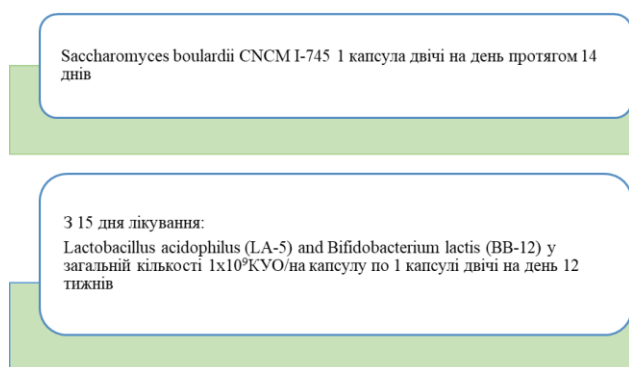 Saccharomyces boulardii CNCM I-745 1 капсула двічі на день протягом 14
днів
З 15 дня лікування:
Lactobacillus acidophilus (LA-5) and Bifidobacterium lactis (BB-12) у
загальній кількості 1x10⁹КУО/на капсулу по 1 капсулі двічі на день 12
тижнів